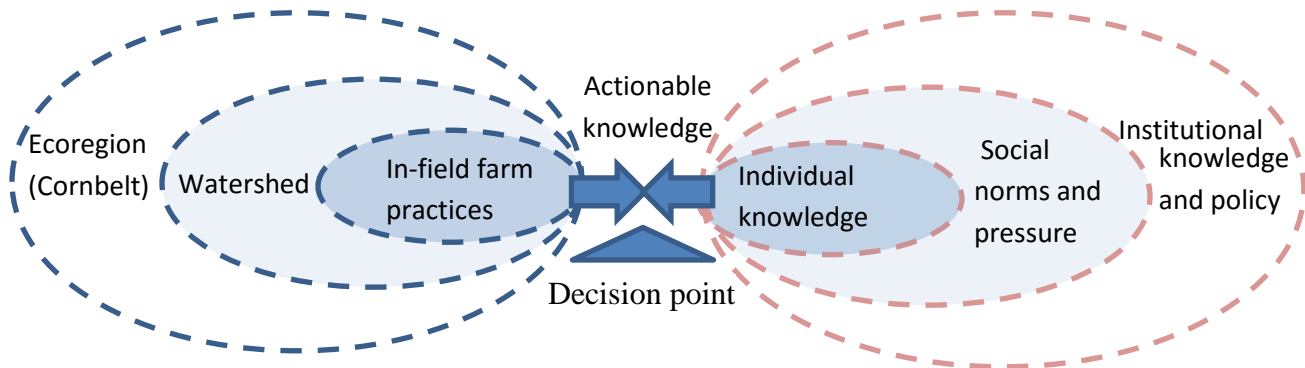 Ecoregion
(Cornbelt)
Watershed
In-field farm
practices
Actionable
knowledge
Decision point
Individual
knowledge
Social
norms and
pressure
Institutional
knowledge
and policy